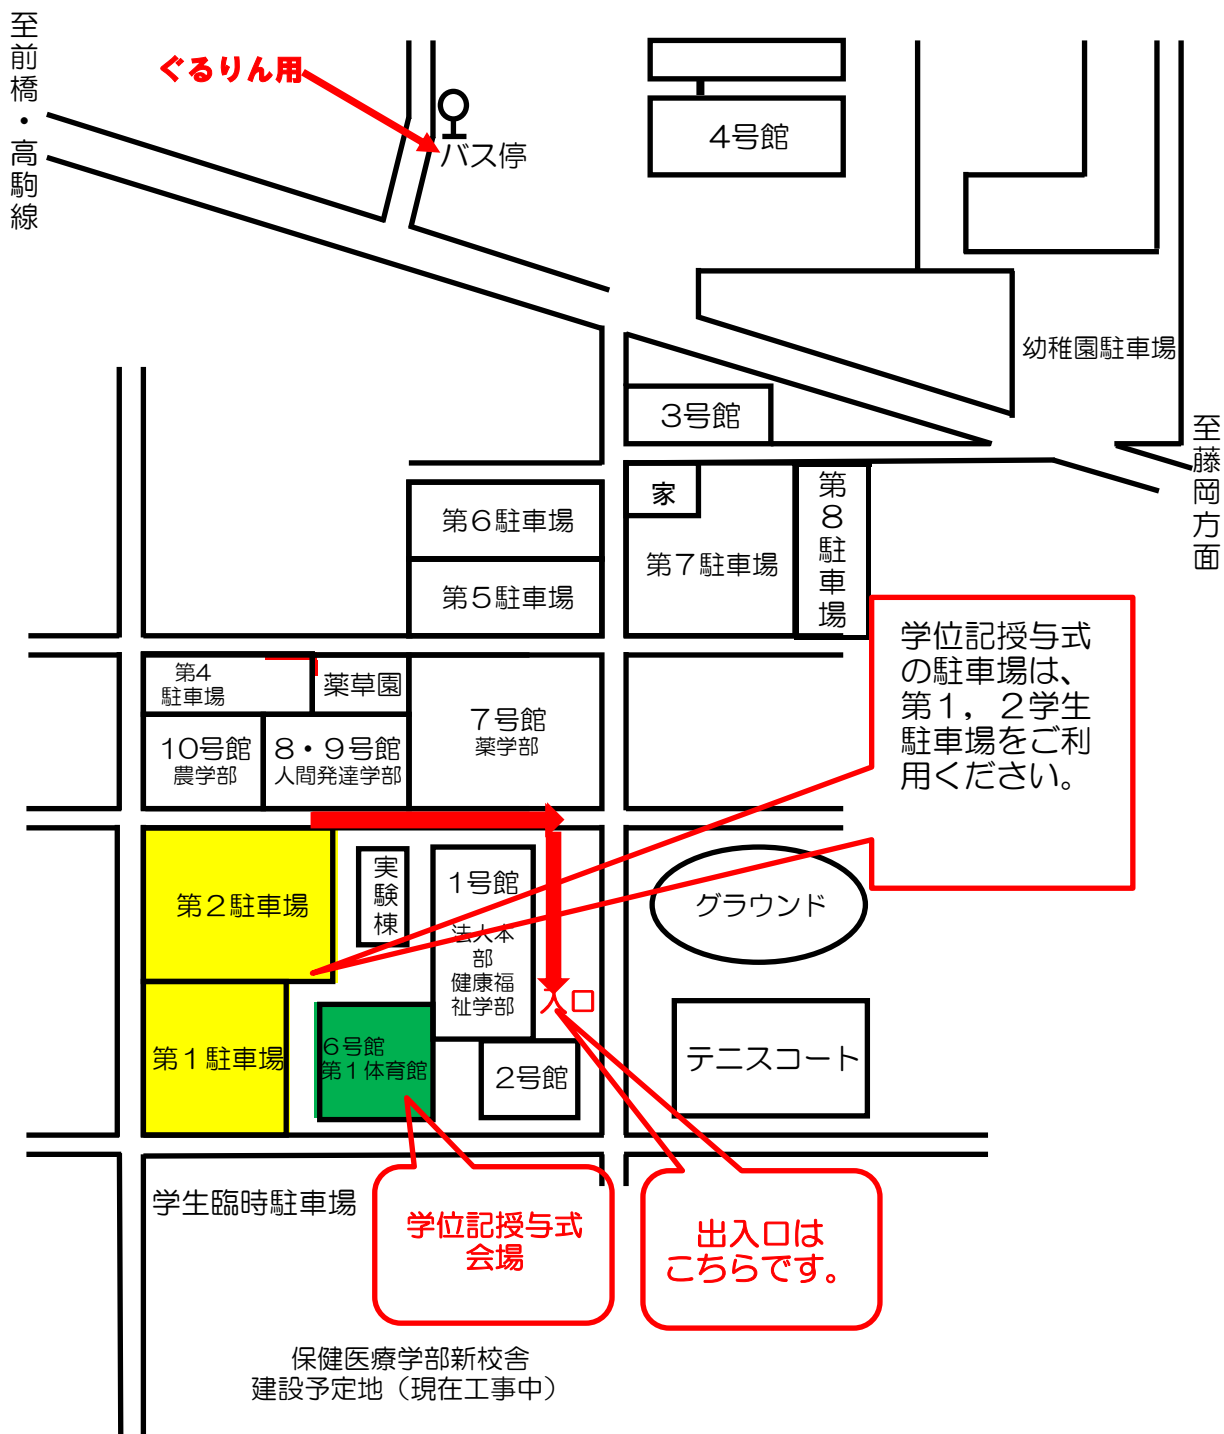 至前橋・高駒線
ぐるりん用
バス停
4号館
幼稚園駐車場
3号館
至藤岡方面
家
第8駐車場
第6駐車場
第7駐車場
第5駐車場
学位記授与式
の駐車場は、
第1，2学生
駐車場をご利
用ください。
第4
駐車場
薬草園
7号館
薬学部
10号館
農学部
8・9号館
人間発達学部
第2駐車場
実験棟
1号館
法人本
部
健康福
祉学部
グラウンド
入口
第1駐車場
6号館
第1体育館
2号館
テニスコート
学生臨時駐車場
学位記授与式
会場
出入口は
こちらです。
保健医療学部新校舎
建設予定地（現在工事中）